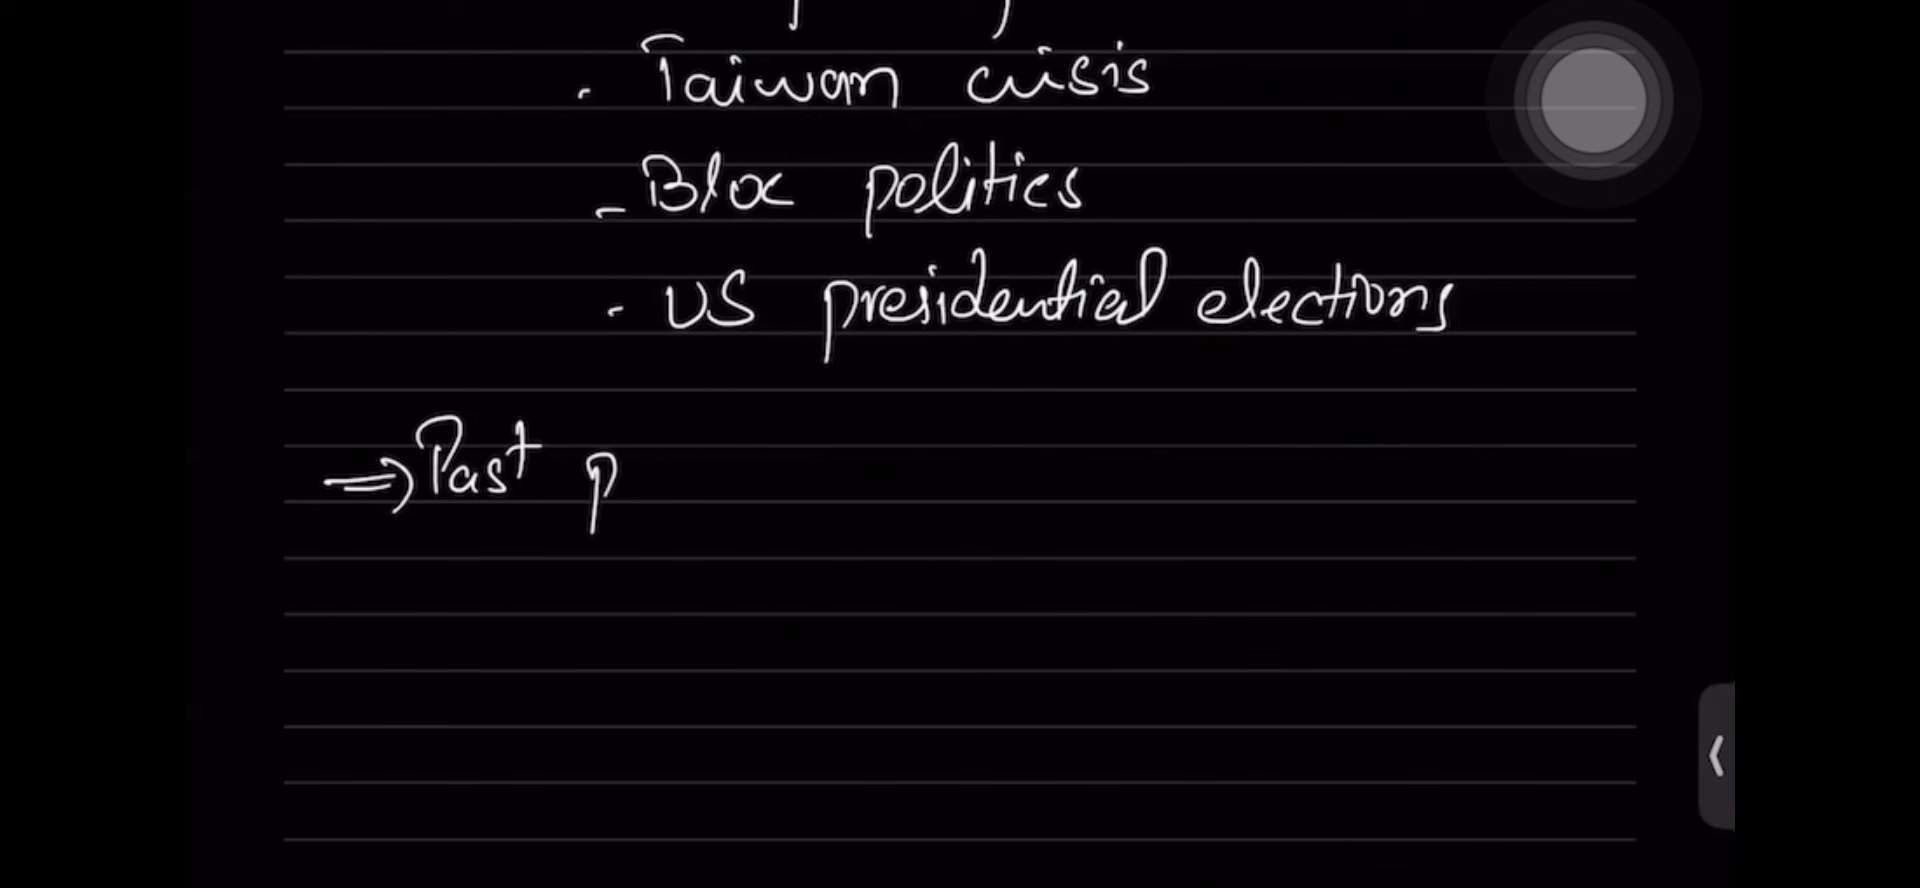 . Taiwan crisis
- Bloc politics
. US presidential elections
⇒ Past p